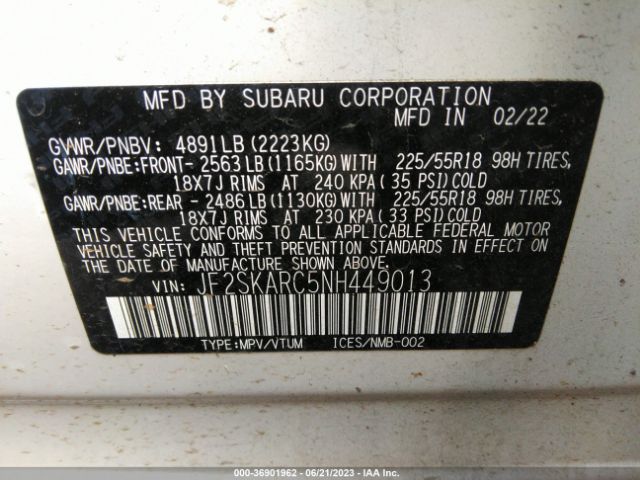 MFD BY SUBARU CORPORATION
MFD IN 02/22
GVWR/PNBV: 4891LB (2223KG)
GAWR/PNBE:FRONT- 2563 LB (1165KG) WITH 225/55R18 98H TIRES,
18X7J RIMS AT 240 KPA ( 35 PSI) COLD
GAWR/PNBE:REAR - 2486 LB (1130KG) WITH 225/55R18 98H TIRES,
18X7J RIMS AT 230 KPA ( 33 PSI) COLD
THIS VEHICLE CONFORMS TO ALL APPLICABLE FEDERAL MOTOR
VEHICLE SAFETY AND THEFT PREVENTION STANDARDS IN EFFECT ON
THE DATE OF MANUFACTURE SHOWN ABOVE.
VIN: JF2SKARC5NH449013
TYPE:MPV/VTUM ICES/NMB-002
000-36901962 - 06/21/2023 - IAA Inc.